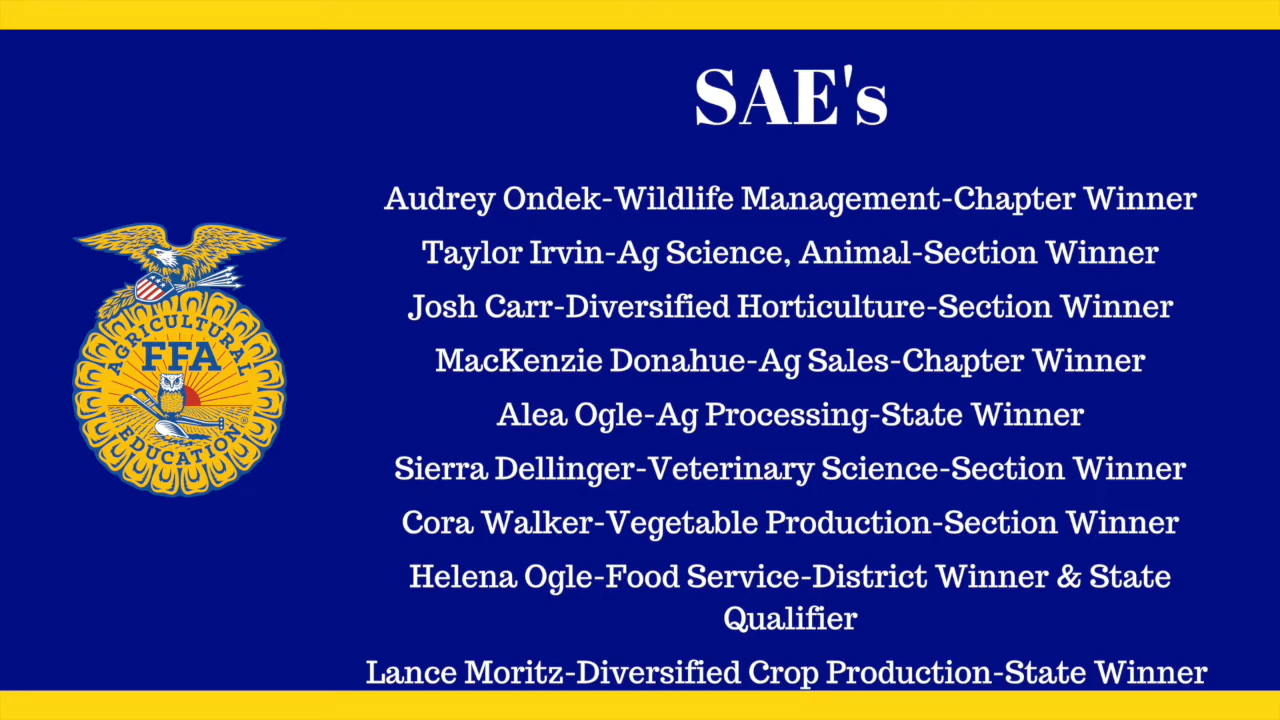 SAE's
Audrey Ondek-Wildlife Management-Chapter Winner
Taylor Irvin-Ag Science, Animal-Section Winner
Josh Carr-Diversified Horticulture-Section Winner
MacKenzie Donahue-Ag Sales-Chapter Winner
Alea Ogle-Ag Processing-State Winner
Sierra Dellinger-Veterinary Science-Section Winner
Cora Walker-Vegetable Production-Section Winner
Helena Ogle-Food Service-District Winner & State
Qualifier
Lance Moritz-Diversified Crop Production-State Winner
AGRICULTURAL
FFA
EDUCATION
®